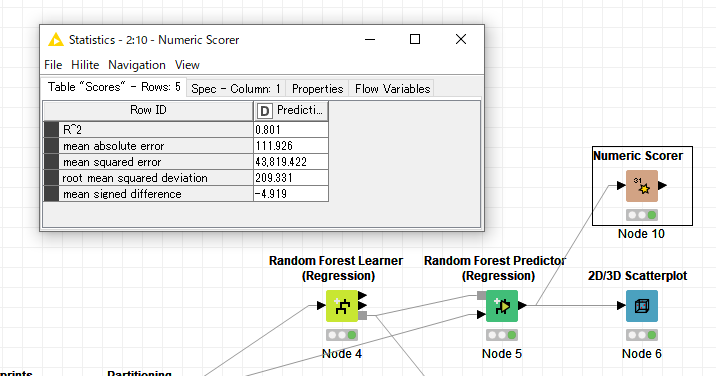 Statistics - 2:10 - Numeric Scorer
File Hilite Navigation View
Table "Scores" - Rows: 5 Spec - Column: 1 Properties Flow Variables
Row ID D Predicti...
R^2 0.801
mean absolute error 111.926
mean squared error 43,819.422
root mean squared deviation 209.331
mean signed difference -4.919
Numeric Scorer
31
Node 10
Random Forest Learner
(Regression)
Node 4
Random Forest Predictor
(Regression)
Node 5
2D/3D Scatterplot
Node 6